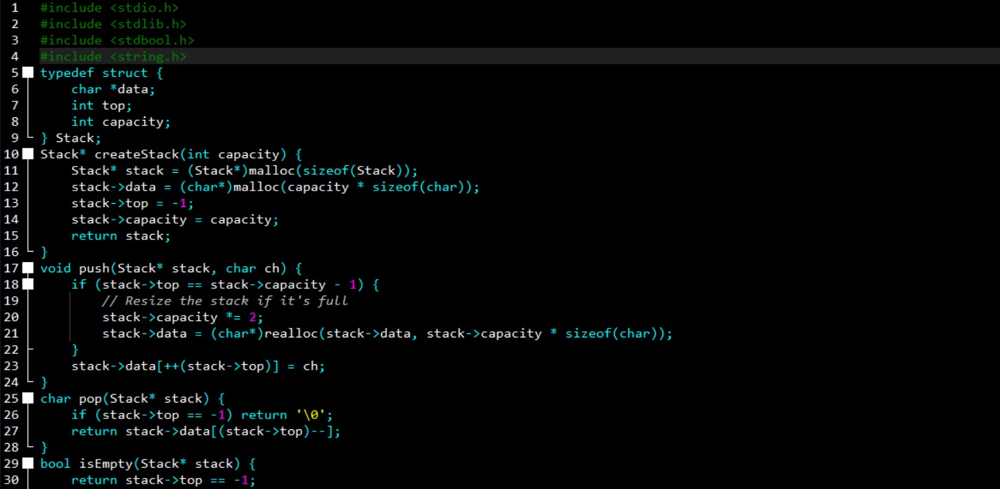 1 #include <stdio.h>
2 #include <stdlib.h>
3 #include <stdbool.h>
4 #include <string.h>
5 typedef struct {
6     char *data;
7     int top;
8     int capacity;
9 } Stack;
10 Stack* createStack(int capacity) {
11     Stack* stack = (Stack*)malloc(sizeof(Stack));
12     stack->data = (char*)malloc(capacity * sizeof(char));
13     stack->top = -1;
14     stack->capacity = capacity;
15     return stack;
16 }
17 void push(Stack* stack, char ch) {
18     if (stack->top == stack->capacity - 1) {
19         // Resize the stack if it's full
20         stack->capacity *= 2;
21         stack->data = (char*)realloc(stack->data, stack->capacity * sizeof(char));
22     }
23     stack->data[++(stack->top)] = ch;
24 }
25 char pop(Stack* stack) {
26     if (stack->top == -1) return '\0';
27     return stack->data[(stack->top)--];
28 }
29 bool isEmpty(Stack* stack) {
30     return stack->top == -1;